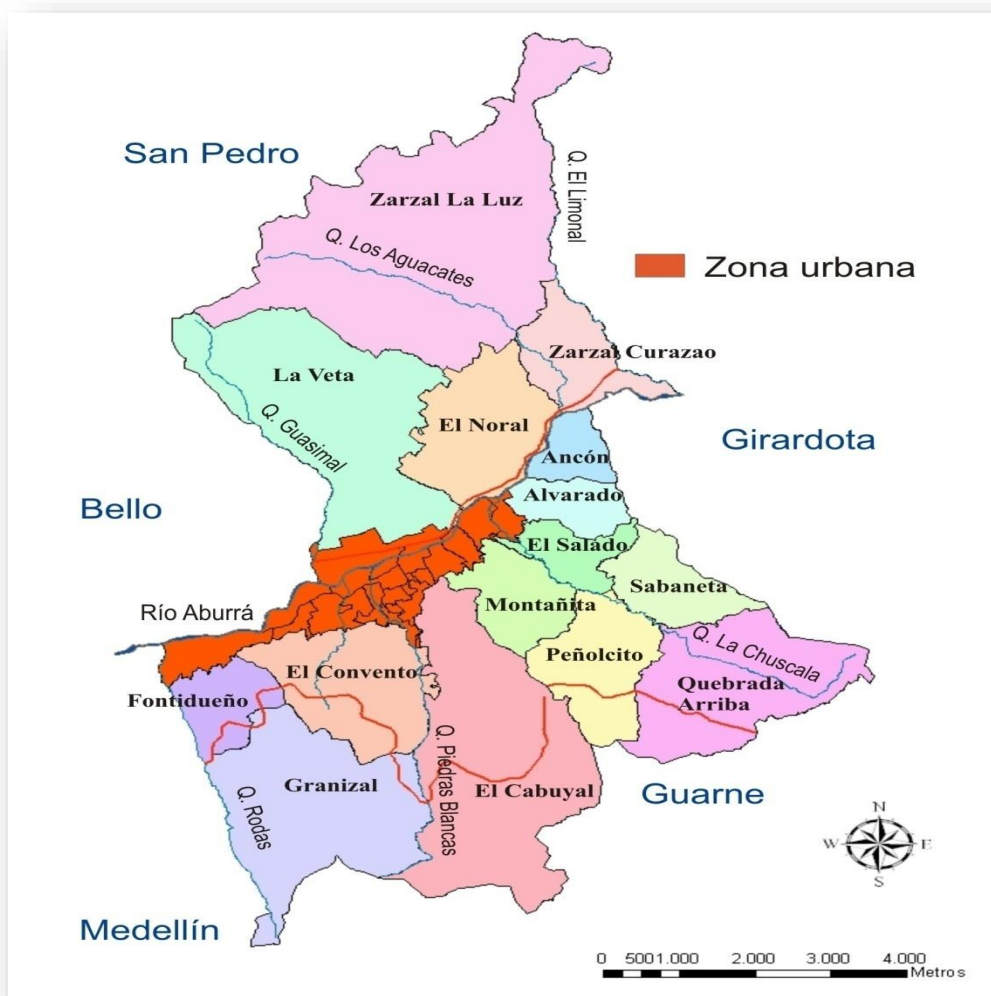 San Pedro
Zarzal La Luz
Q. El Limonal
Q. Los Aguacates
Zona urbana
Zarzal Curazao
La Veta
El Noral
Q. Guasimal
Girardota
Ancón
Bello
Alvarado
El Salado
Sabaneta
Río Aburrá
Montañita
Q. La Chuscala
Peñolcito
El Convento
Fontidueño
Quebrada
Arriba
Q. Piedras Blancas
Granizal
El Cabuyal
Guarne
Q. Rodas
N
W
E
S
Medellín
0 5001.000 2.000 3.000 4.000
Metros